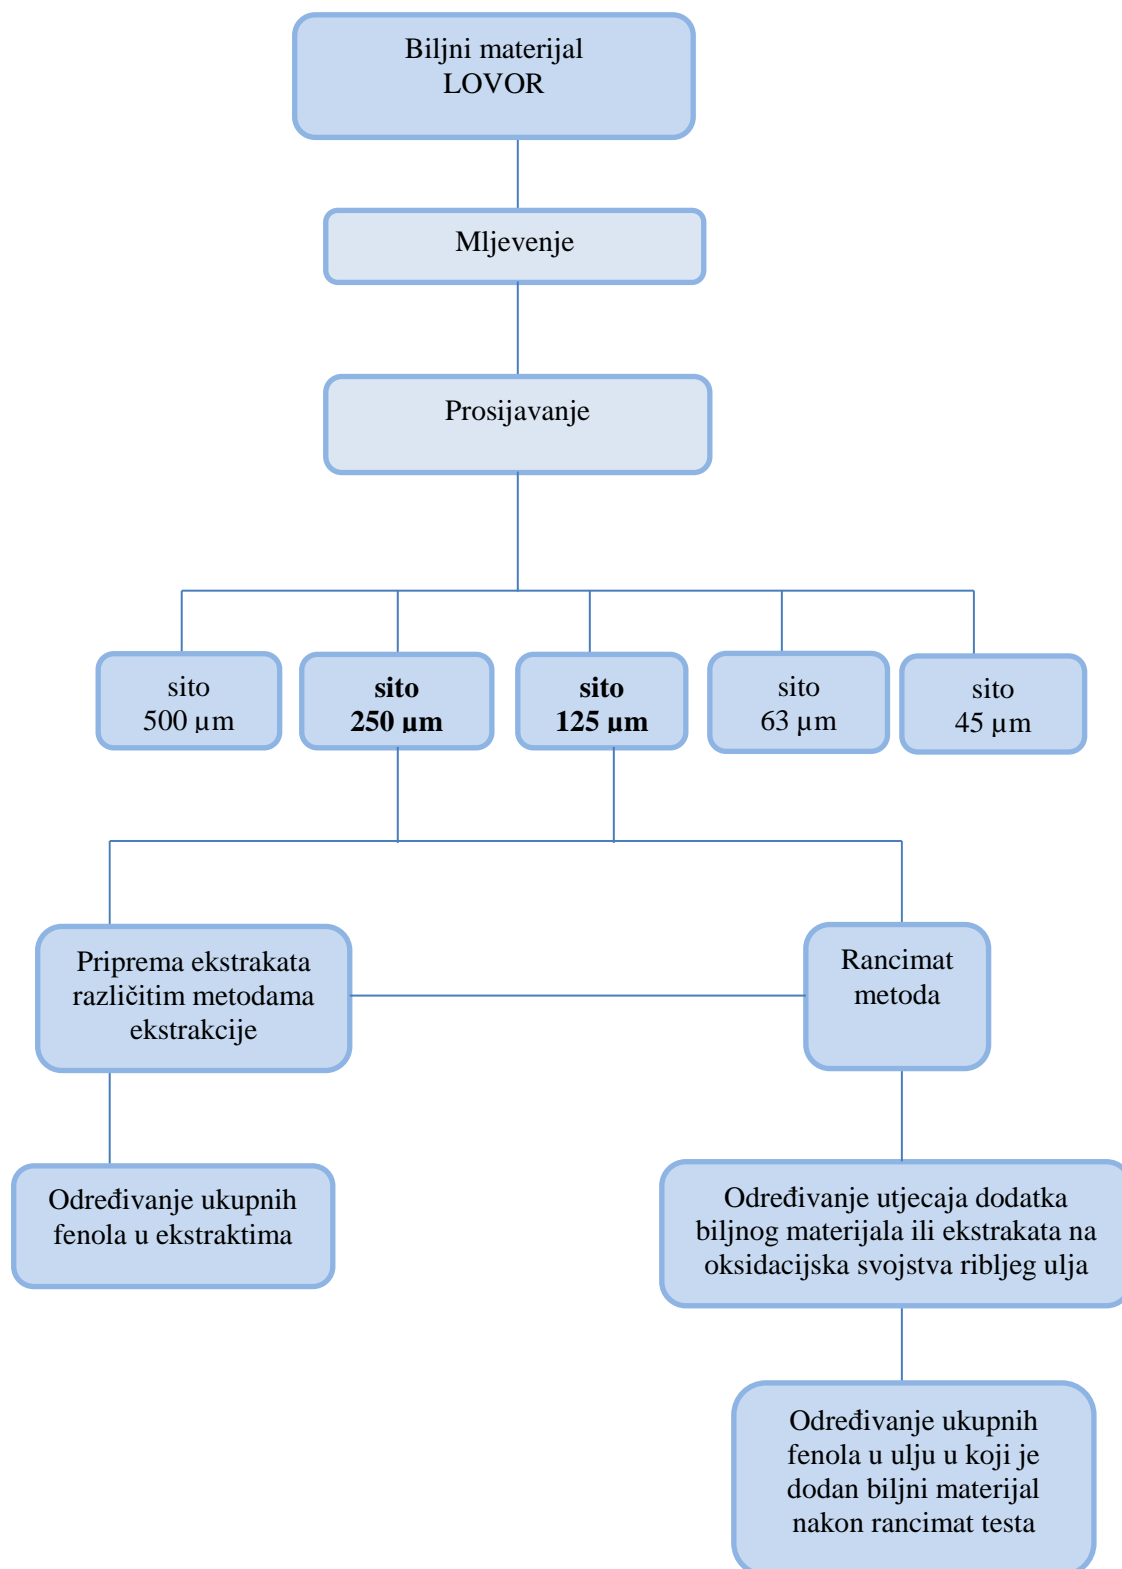 Biljni materijal
LOVOR
Mljevenje
Prosijavanje
sito
500 µm
sito
250 µm
sito
125 µm
sito
63 µm
sito
45 µm
Priprema ekstrakata
različitim metodama
ekstrakcije
Rancimat
metoda
Određivanje ukupnih
fenola u ekstraktima
Određivanje utjecaja dodatka
biljnog materijala ili ekstrakata na
oksidacijska svojstva ribljeg ulja
Određivanje ukupnih
fenola u ulju u koji je
dodan biljni materijal
nakon rancimat testa